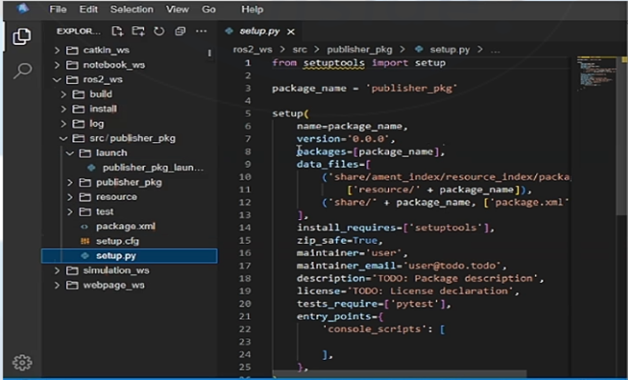 File Edit Selection View Go Help
EXPLOR...
setup.py
ros2_ws > src > publisher_pkg > setup.py > ...
catkin_ws
notebook_ws
ros2_ws
build
install
log
src/publisher_pkg
launch
publisher_pkg_laun...
publisher_pkg
resource
test
package.xml
setup.cfg
setup.py
simulation_ws
webpage_ws
1 from setuptools import setup
2
3 package_name = 'publisher_pkg'
4
5 setup(
6 name=package_name,
7 version='0.0.0',
8 packages=[package_name],
9 data_files=[
10 ('share/ament_index/resource_index/packa
11 ['resource/' + package_name]),
12 ('share/' + package_name, ['package.xml'
13 ],
14 install_requires=['setuptools'],
15 zip_safe=True,
16 maintainer='user',
17 maintainer_email='user@todo.todo',
18 description='TODO: Package description',
19 license='TODO: License declaration',
20 tests_require=['pytest'],
21 entry_points={
22 'console_scripts': [
23
24 ],
25 },